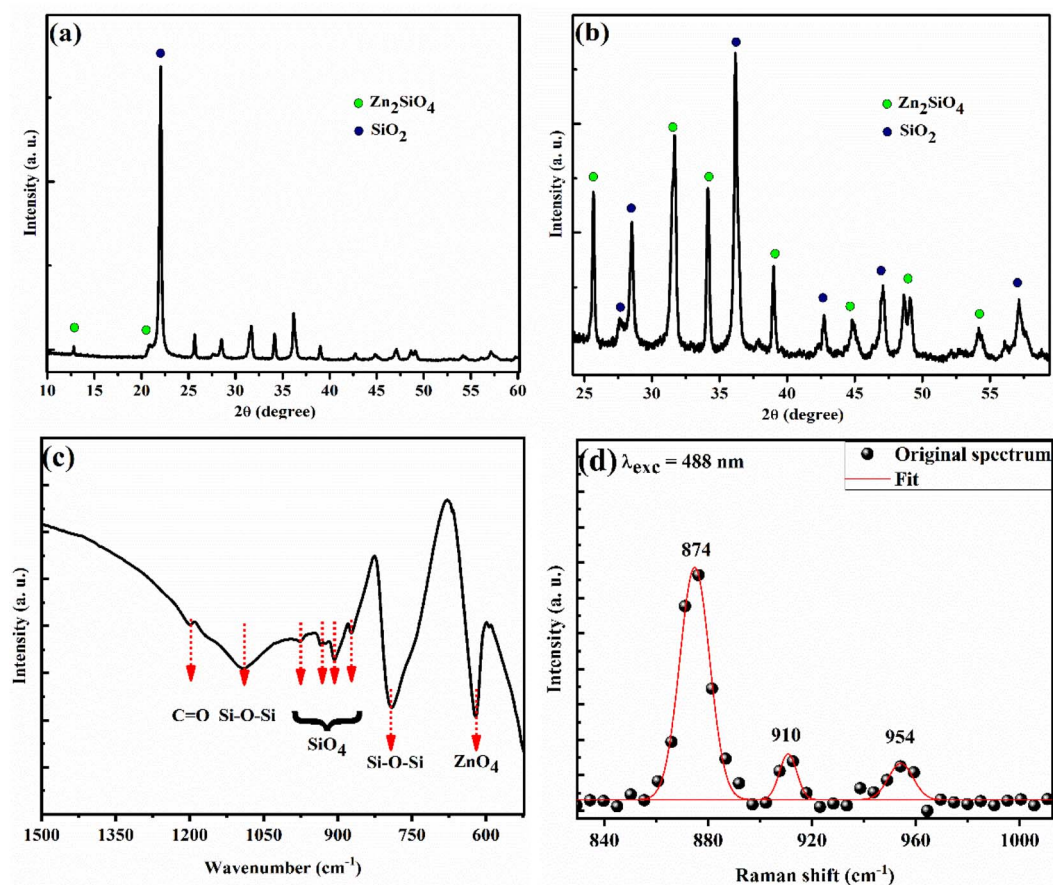 (a)
Zn2SiO4
SiO2
Intensity (a. u.)
10 15 20 25 30 35 40 45 50 55 60
2θ (degree)
(b)
Zn2SiO4
SiO2
Intensity (a. u.)
25 30 35 40 45 50 55
2θ (degree)
(c)
C=O Si-O-Si
SiO4
Si-O-Si
ZnO4
Intensity (a. u.)
1500 1350 1200 1050 900 750 600
Wavenumber (cm-1)
(d)
λexc = 488 nm
Original spectrum
Fit
874
910
954
Intensity (a. u.)
840 880 920 960 1000
Raman shift (cm-1)